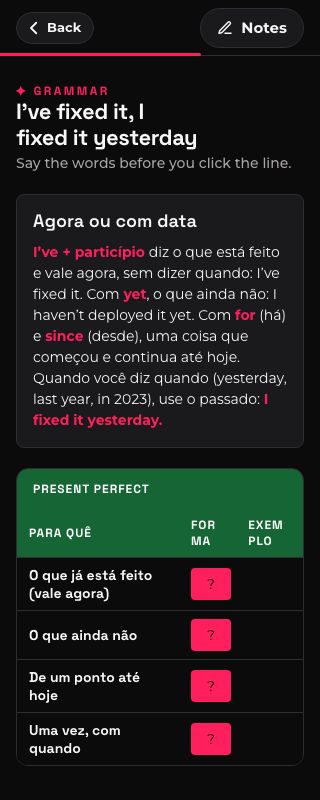 Back
Notes
GRAMMAR
I've fixed it, I
fixed it yesterday
Say the words before you click the line.
Agora ou com data
I've + particípio diz o que está feito
e vale agora, sem dizer quando: I've
fixed it. Com yet, o que ainda não: I
haven't deployed it yet. Com for (há)
e since (desde), uma coisa que
começou e continua até hoje.
Quando você diz quando (yesterday,
last year, in 2023), use o passado: I
fixed it yesterday.
PRESENT PERFECT
PARA QUÊ
FOR
MA
EXEM
PLO
O que já está feito
(vale agora)
?
O que ainda não
?
De um ponto até
hoje
?
Uma vez, com
quando
?